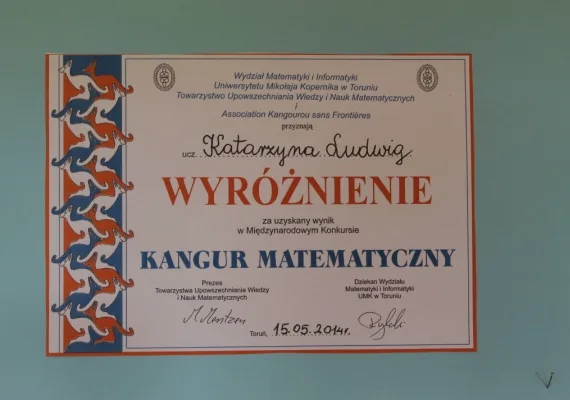 Wydział Matematyki i Informatyki
Uniwersytetu Mikołaja Kopernika w Toruniu
Towarzystwo Upowszechniania Wiedzy i Nauk Matematycznych
i
Association Kangourou sans Frontières
przyznają
ucz. Katarzyna Ludwig
WYRÓŻNIENIE
za uzyskany wynik
w Międzynarodowym Konkursie
KANGUR MATEMATYCZNY
Prezes
Towarzystwa Upowszechniania Wiedzy
i Nauk Matematycznych
Dziekan Wydziału
Matematyki i Informatyki
UMK w Toruniu
Toruń, 15.05.2014r.